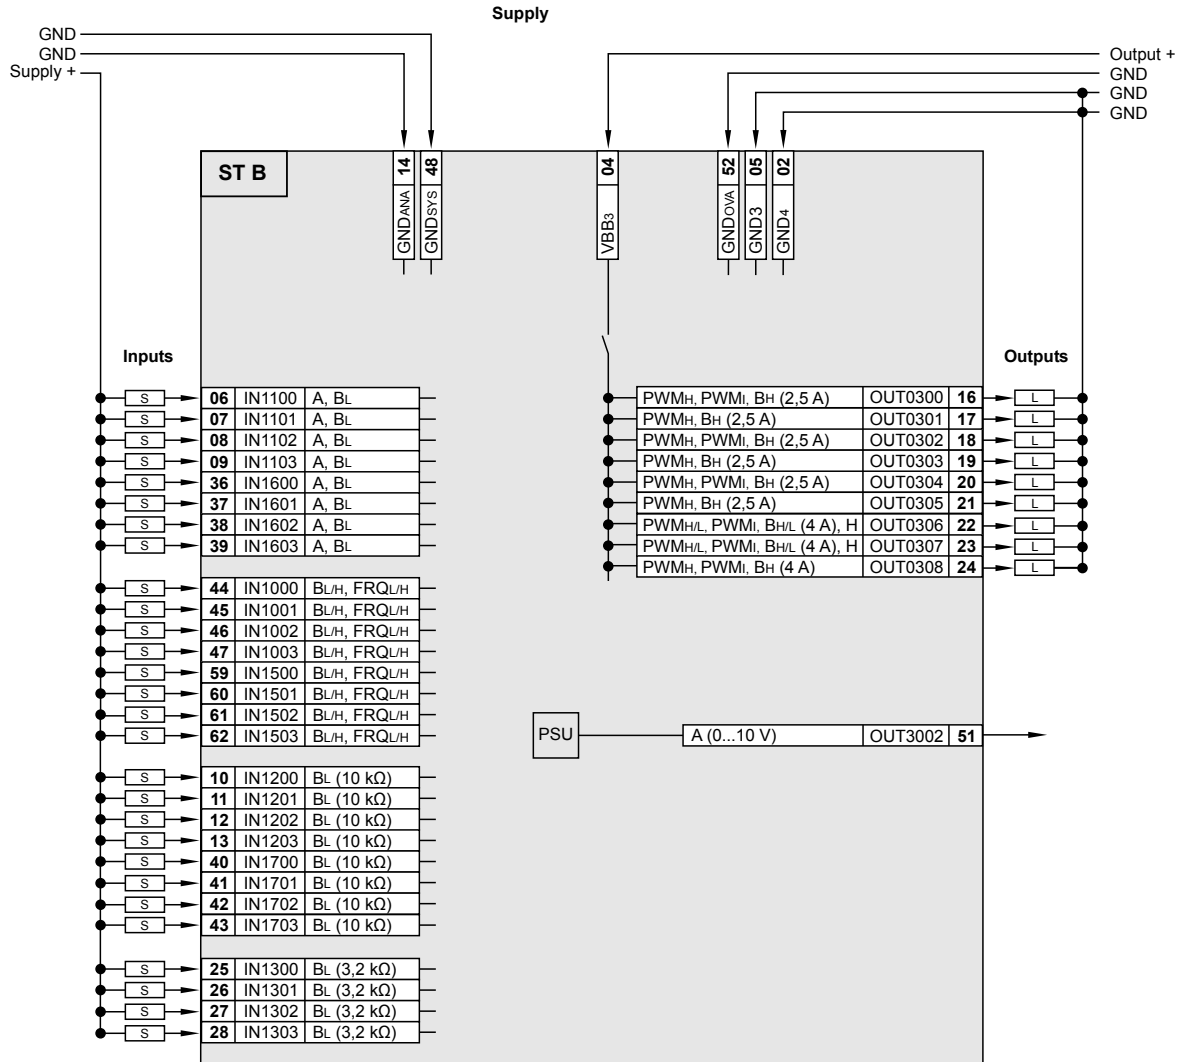 Supply
GND
GND
Supply +
Output +
GND
GND
GND
ST B
14 GNDANA
48 GNDSYS
04 VBB3
52 GNDOVA
05 GND3
02 GND4
Inputs
Outputs
S 06 IN1100 A, BL
S 07 IN1101 A, BL
S 08 IN1102 A, BL
S 09 IN1103 A, BL
S 36 IN1600 A, BL
S 37 IN1601 A, BL
S 38 IN1602 A, BL
S 39 IN1603 A, BL
PWMH, PWMI, BH (2,5 A) OUT0300 16 L
PWMH, BH (2,5 A) OUT0301 17 L
PWMH, PWMI, BH (2,5 A) OUT0302 18 L
PWMH, BH (2,5 A) OUT0303 19 L
PWMH, PWMI, BH (2,5 A) OUT0304 20 L
PWMH, BH (2,5 A) OUT0305 21 L
PWMH/L, PWMI, BH/L (4 A), H OUT0306 22 L
PWMH/L, PWMI, BH/L (4 A), H OUT0307 23 L
PWMH, PWMI, BH (4 A) OUT0308 24 L
S 44 IN1000 BL/H, FRQL/H
S 45 IN1001 BL/H, FRQL/H
S 46 IN1002 BL/H, FRQL/H
S 47 IN1003 BL/H, FRQL/H
S 59 IN1500 BL/H, FRQL/H
S 60 IN1501 BL/H, FRQL/H
S 61 IN1502 BL/H, FRQL/H
S 62 IN1503 BL/H, FRQL/H
PSU A (0...10 V) OUT3002 51
S 10 IN1200 BL (10 kΩ)
S 11 IN1201 BL (10 kΩ)
S 12 IN1202 BL (10 kΩ)
S 13 IN1203 BL (10 kΩ)
S 40 IN1700 BL (10 kΩ)
S 41 IN1701 BL (10 kΩ)
S 42 IN1702 BL (10 kΩ)
S 43 IN1703 BL (10 kΩ)
S 25 IN1300 BL (3,2 kΩ)
S 26 IN1301 BL (3,2 kΩ)
S 27 IN1302 BL (3,2 kΩ)
S 28 IN1303 BL (3,2 kΩ)